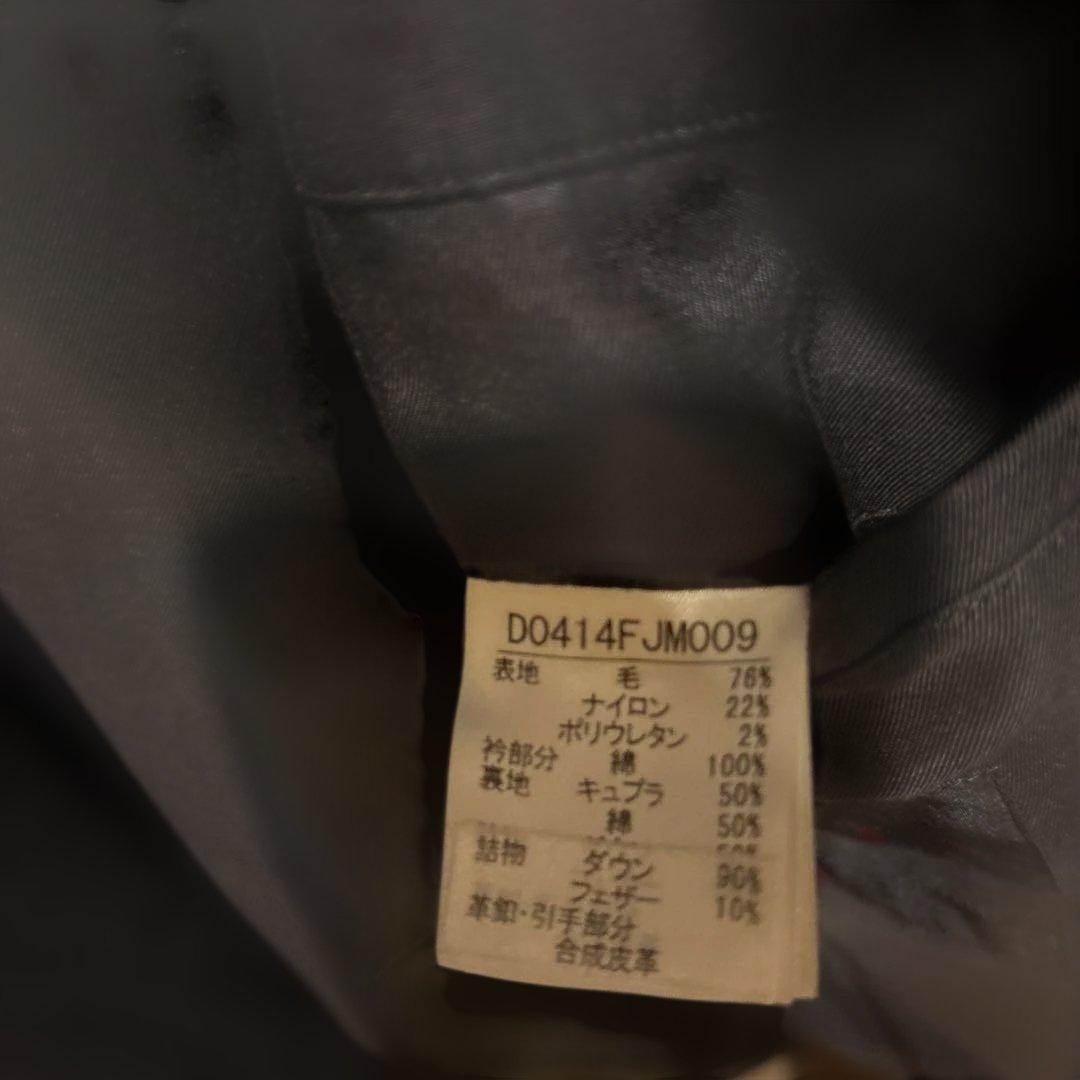 D0414FJM009
表地 毛 76%
ナイロン 22%
ポリウレタン 2%
衿部分 綿 100%
裏地 キュプラ 50%
綿 50%
50%
詰物 ダウン 90%
フェザー 10%
革釦・引手部分
合成皮革